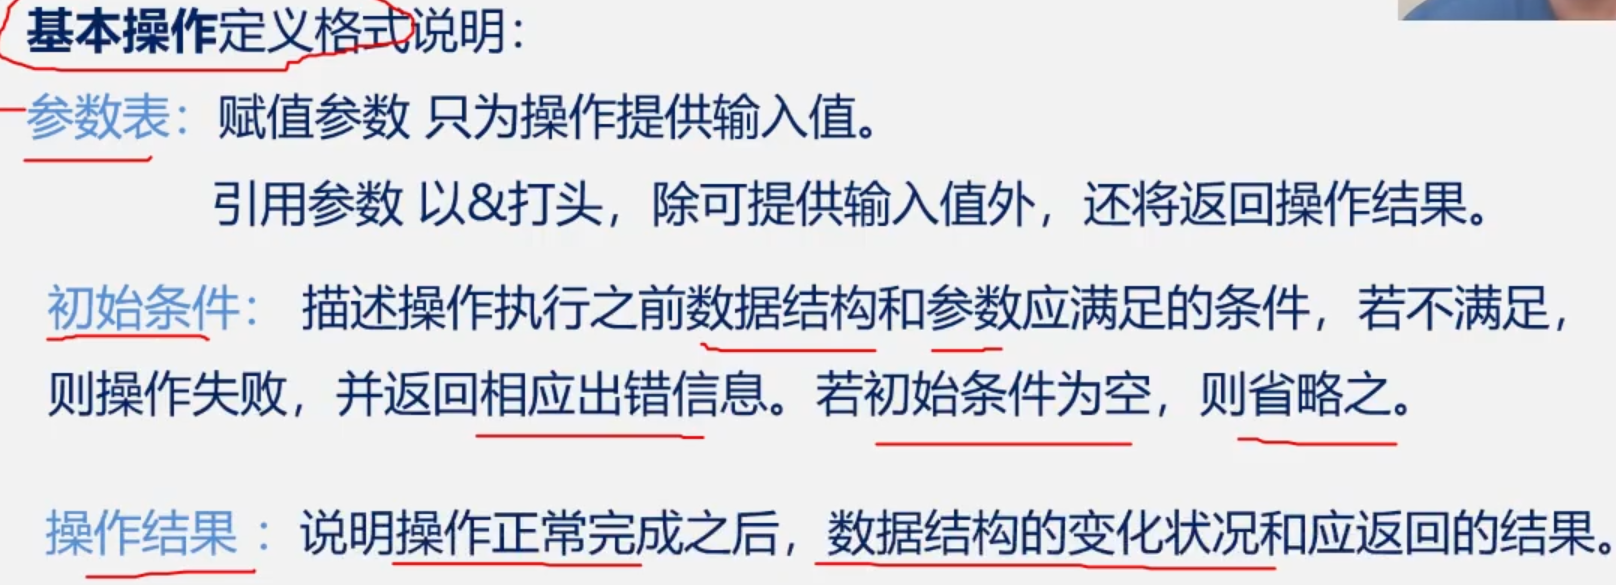 基本操作定义格式说明：
参数表：赋值参数 只为操作提供输入值。
引用参数 以&打头，除可提供输入值外，还将返回操作结果。
初始条件： 描述操作执行之前数据结构和参数应满足的条件，若不满足，
则操作失败，并返回相应出错信息。若初始条件为空，则省略之。
操作结果 ：说明操作正常完成之后，数据结构的变化状况和应返回的结果。